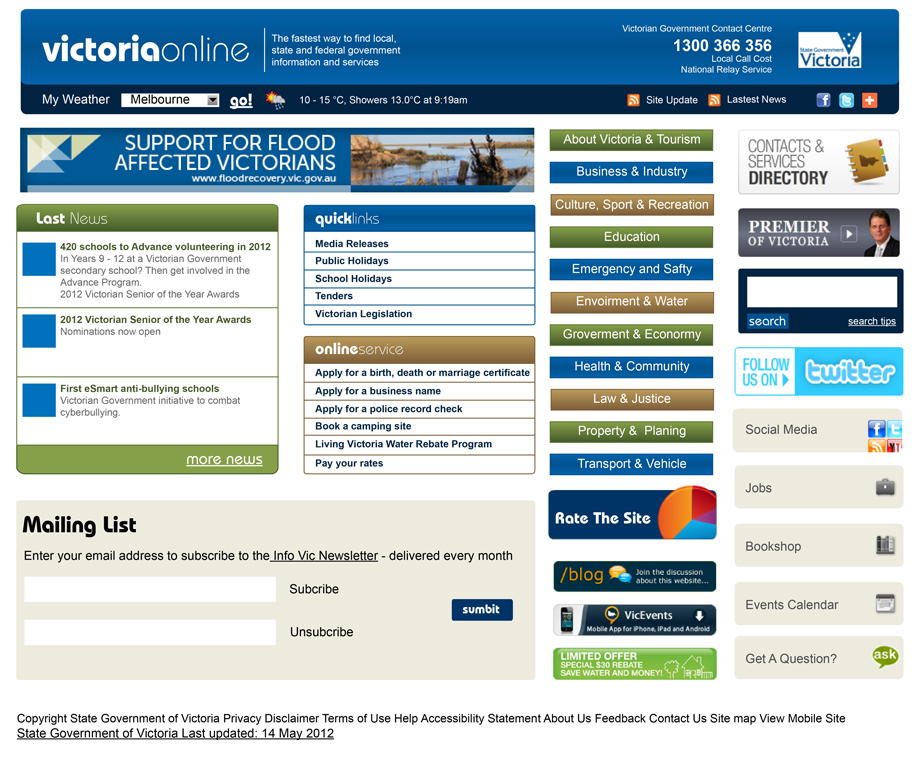 victoriaonline
The fastest way to find local,
state and federal government
information and services
Victorian Government Contact Centre
1300 366 356
Local Call Cost
National Relay Service
State Government
Victoria
My Weather
Melbourne
go!
10 - 15 °C, Showers 13.0°C at 9:19am
Site Update
Lastest News
SUPPORT FOR FLOOD
AFFECTED VICTORIANS
www.floodrecovery.vic.gov.au
Last News
420 schools to Advance volunteering in 2012
In Years 9 - 12 at a Victorian Government
secondary school? Then get involved in the
Advance Program.
2012 Victorian Senior of the Year Awards
2012 Victorian Senior of the Year Awards
Nominations now open
First eSmart anti-bullying schools
Victorian Government initiative to combat
cyberbullying.
more news
quicklinks
Media Releases
Public Holidays
School Holidays
Tenders
Victorian Legislation
onlineservice
Apply for a birth, death or marriage certificate
Apply for a business name
Apply for a police record check
Book a camping site
Living Victoria Water Rebate Program
Pay your rates
About Victoria & Tourism
Business & Industry
Culture, Sport & Recreation
Education
Emergency and Safty
Envoirment & Water
Groverment & Econormy
Health & Community
Law & Justice
Property & Planing
Transport & Vehicle
Rate The Site
/blog
Join the discussion
about this website...
VicEvents
Mobile App for iPhone, iPad and Android
LIMITED OFFER
SPECIAL $30 REBATE
SAVE WATER AND MONEY!
CONTACTS &
SERVICES
DIRECTORY
PREMIER
OF VICTORIA
search
search tips
FOLLOW
US ON
twitter
Social Media
Jobs
Bookshop
Events Calendar
Get A Question?
ask
Mailing List
Enter your email address to subscribe to the Info Vic Newsletter - delivered every month
Subcribe
sumbit
Unsubcribe
Copyright State Government of Victoria Privacy Disclaimer Terms of Use Help Accessibility Statement About Us Feedback Contact Us Site map View Mobile Site
State Government of Victoria Last updated: 14 May 2012